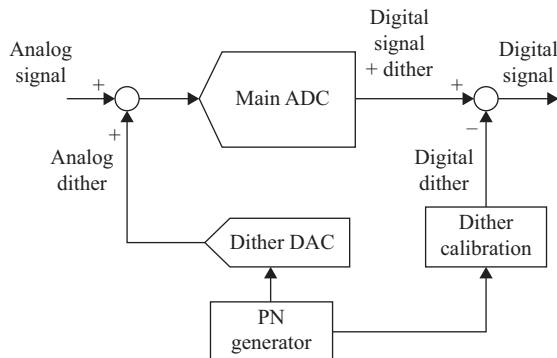 Analog
signal
+
+
Analog
dither
Main ADC
Digital
signal
+ dither
+
−
Digital
signal
Digital
dither
Dither DAC
Dither
calibration
PN
generator